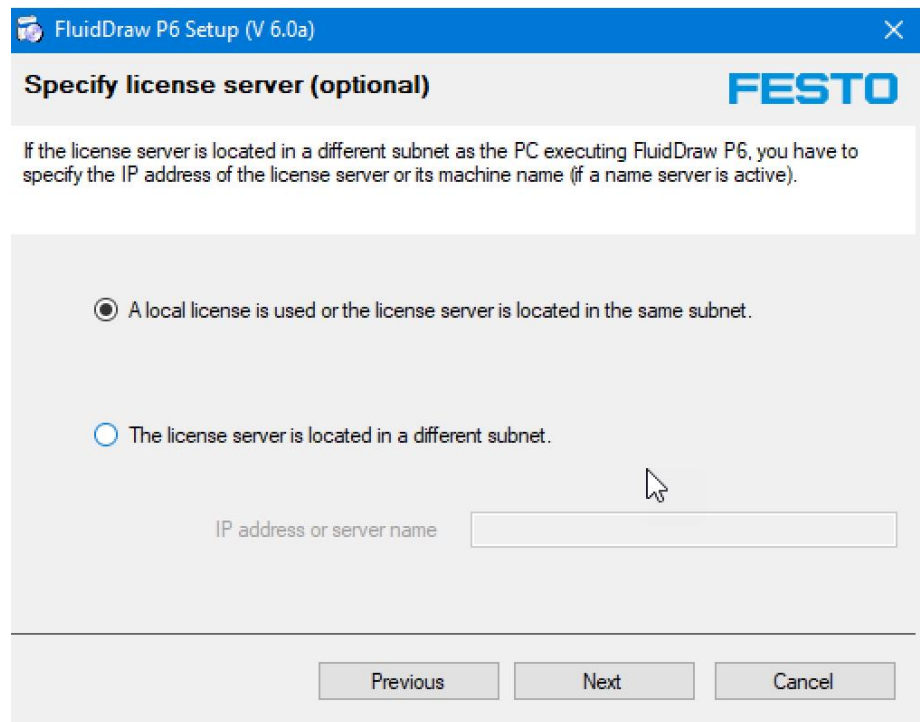 FluidDraw P6 Setup (V 6.0a)
Specify license server (optional)
FESTO
If the license server is located in a different subnet as the PC executing FluidDraw P6, you have to
specify the IP address of the license server or its machine name (if a name server is active).
A local license is used or the license server is located in the same subnet.
The license server is located in a different subnet.
IP address or server name
Previous
Next
Cancel